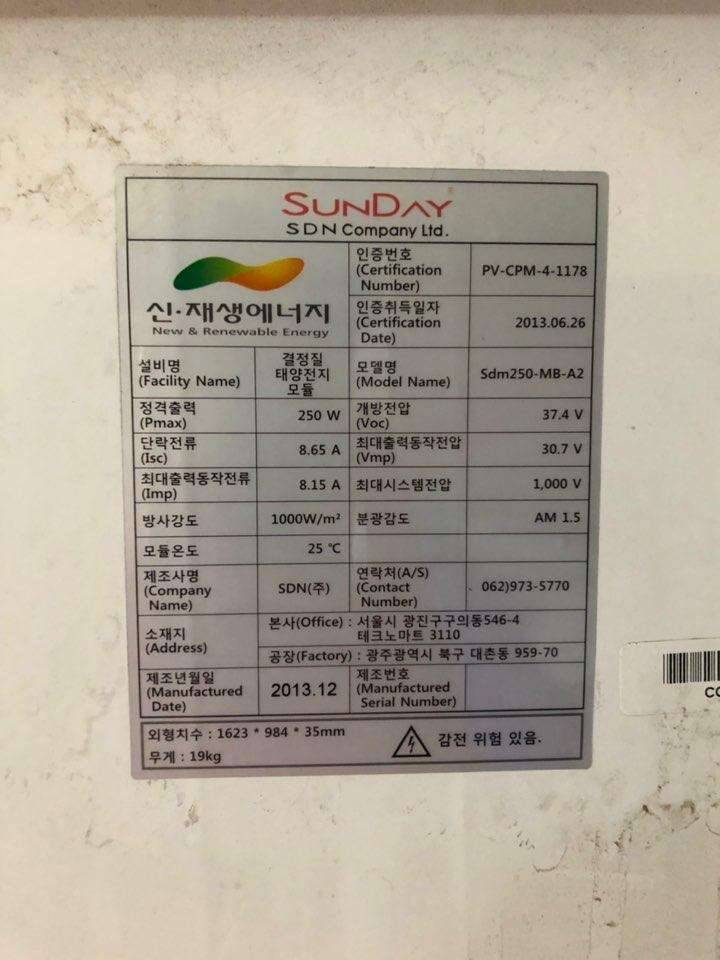 SUNDAY
SDN Company Ltd.
신·재생에너지
New & Renewable Energy
인증번호
(Certification
Number)
PV-CPM-4-1178
인증취득일자
(Certification
Date)
2013.06.26
설비명
(Facility Name)
결정질
태양전지
모듈
모델명
(Model Name)
Sdm250-MB-A2
정격출력
(Pmax)
250 W
개방전압
(Voc)
37.4 V
단락전류
(Isc)
8.65 A
최대출력동작전압
(Vmp)
30.7 V
최대출력동작전류
(Imp)
8.15 A
최대시스템전압
1,000 V
방사강도
1000W/m²
분광감도
AM 1.5
모듈온도
25 ℃
제조사명
(Company
Name)
SDN(주)
연락처(A/S)
(Contact
Number)
062)973-5770
소재지
(Address)
본사(Office) : 서울시 광진구구의동546-4
테크노마트 3110
공장(Factory) : 광주광역시 북구 대촌동 959-70
제조년월일
(Manufactured
Date)
2013.12
제조번호
(Manufactured
Serial Number)
외형치수 : 1623 * 984 * 35mm
무게 : 19kg
감전 위험 있음.